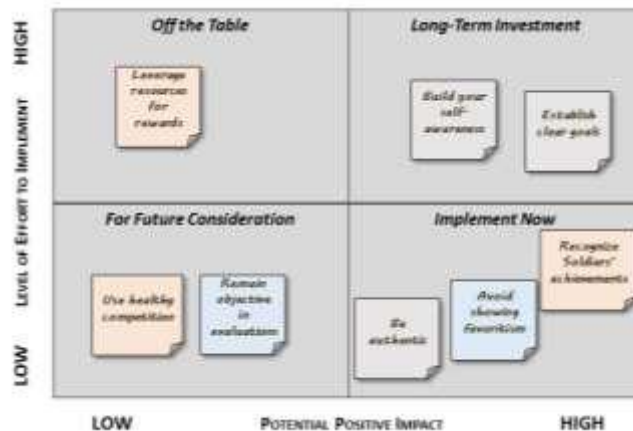 Off the Table
Long-Term Investment
HIGH
Leverage
resources
for
rewards
Build your
self-
awareness
Establish
clear goals
LEVEL OF EFFORT TO IMPLEMENT
For Future Consideration
Implement Now
Use healthy
competition
Remain
objective in
evaluations
Be
authentic
Avoid
showing
favoritism
Recognize
Soldiers'
achievements
LOW
LOW
POTENTIAL POSITIVE IMPACT
HIGH